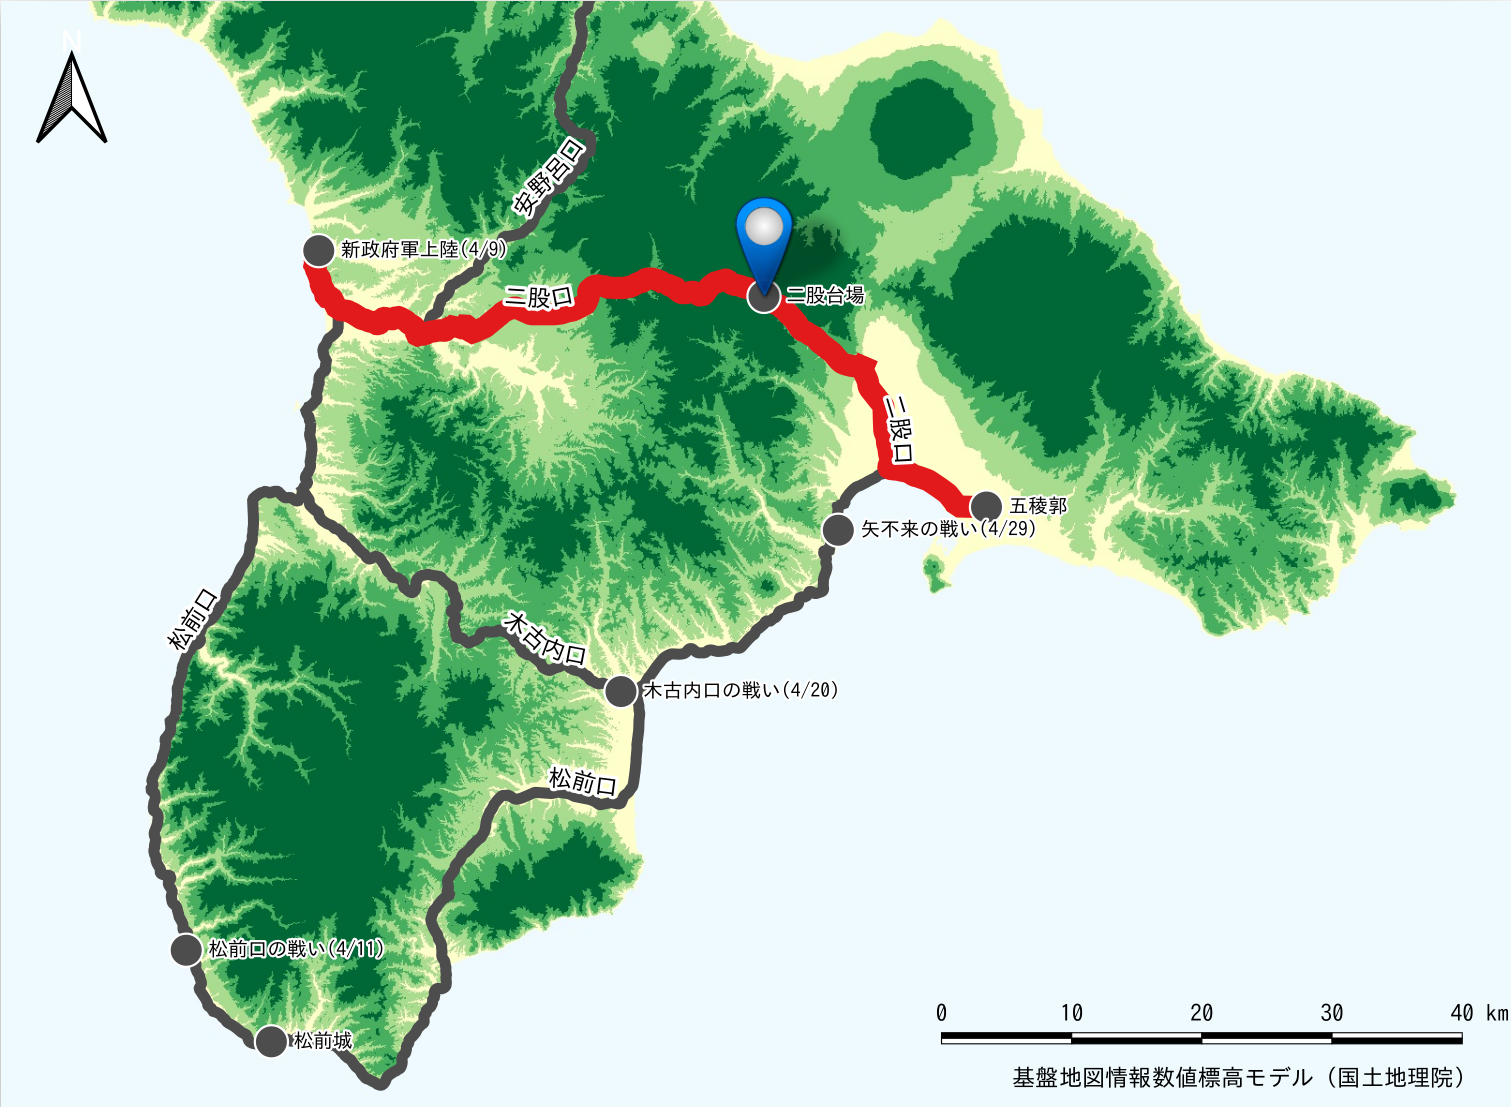 N
安野呂口
新政府軍上陸(4/9)
二股口
二股台場
二股口
五稜郭
矢不来の戦い(4/29)
松前口
木古内口
木古内口の戦い(4/20)
松前口
松前口の戦い(4/11)
松前城
0 10 20 30 40 km
基盤地図情報数値標高モデル（国土地理院）